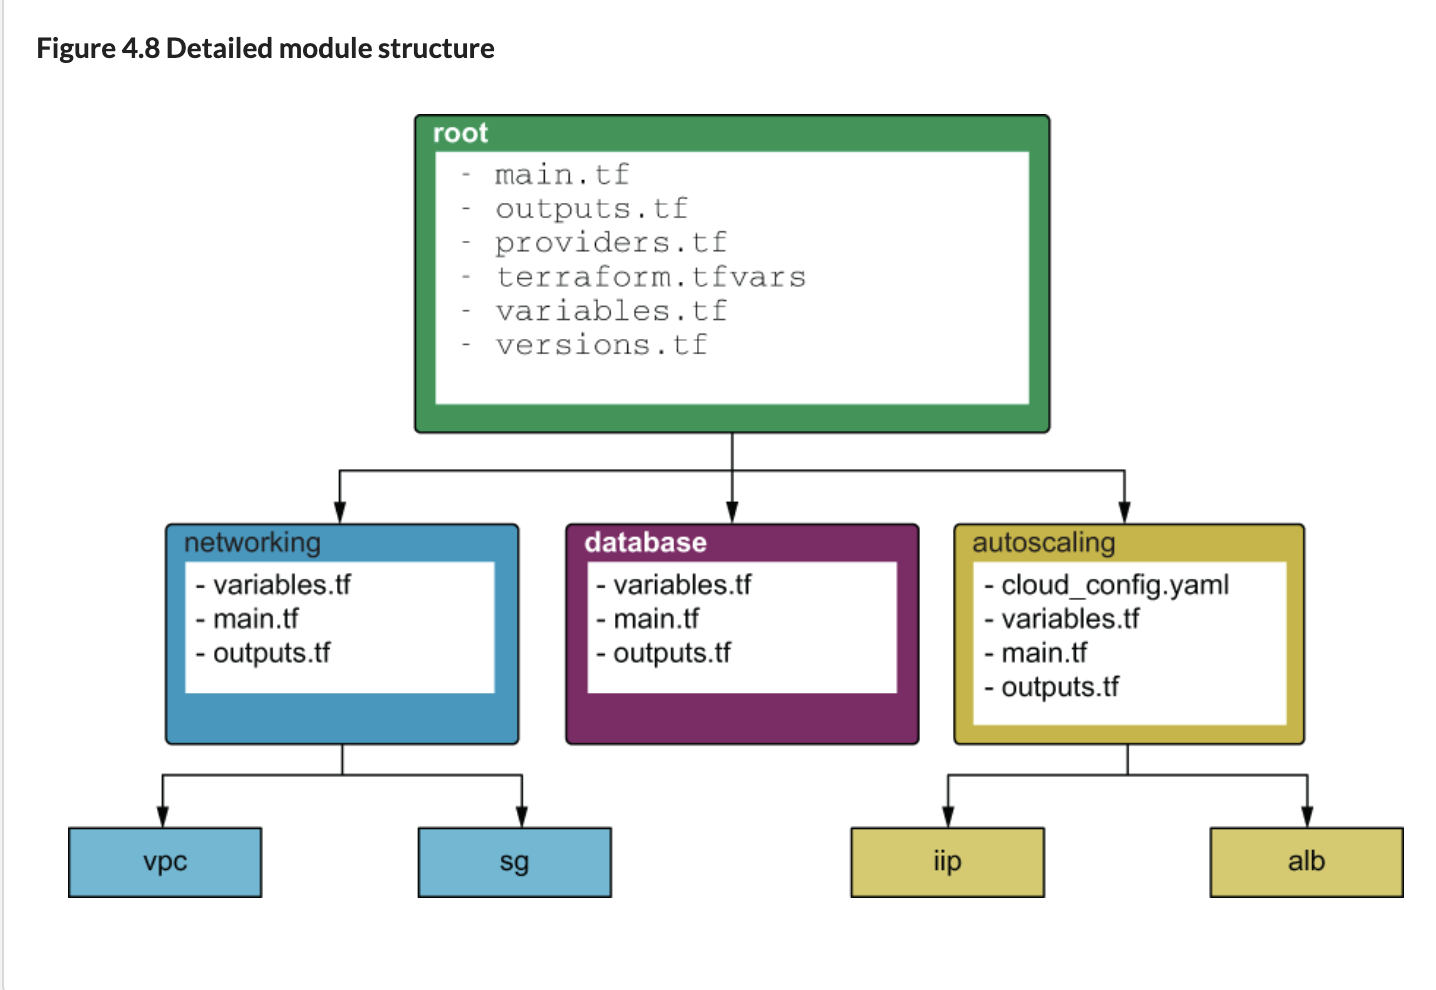 Figure 4.8 Detailed module structure
root
- main.tf
- outputs.tf
- providers.tf
- terraform.tfvars
- variables.tf
- versions.tf
networking
- variables.tf
- main.tf
- outputs.tf
database
- variables.tf
- main.tf
- outputs.tf
autoscaling
- cloud_config.yaml
- variables.tf
- main.tf
- outputs.tf
vpc
sg
iip
alb